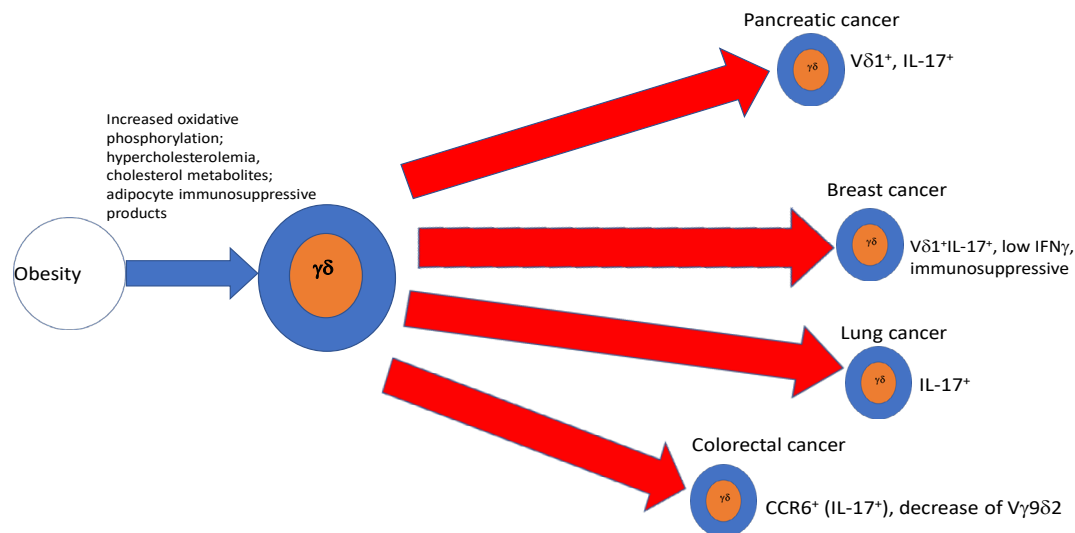 Pancreatic cancer
γδ
Vδ1⁺, IL-17⁺
Increased oxidative
phosphorylation;
hypercholesterolemia,
cholesterol metabolites;
adipocyte immunosuppressive
products
Obesity
γδ
Breast cancer
γδ
Vδ1⁺IL-17⁺, low IFNγ,
immunosuppressive
Lung cancer
γδ
IL-17⁺
Colorectal cancer
γδ
CCR6⁺ (IL-17⁺), decrease of Vγ9δ2